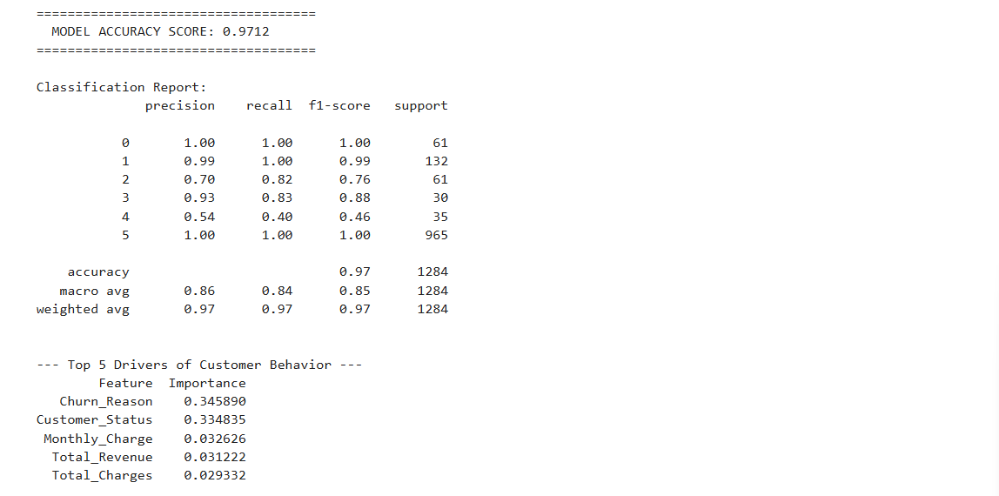 ====================================
MODEL ACCURACY SCORE: 0.9712
====================================
Classification Report:
precision recall f1-score support
0 1.00 1.00 1.00 61
1 0.99 1.00 0.99 132
2 0.70 0.82 0.76 61
3 0.93 0.83 0.88 30
4 0.54 0.40 0.46 35
5 1.00 1.00 1.00 965
accuracy 0.97 1284
macro avg 0.86 0.84 0.85 1284
weighted avg 0.97 0.97 0.97 1284
--- Top 5 Drivers of Customer Behavior ---
Feature Importance
Churn_Reason 0.345890
Customer_Status 0.334835
Monthly_Charge 0.032626
Total_Revenue 0.031222
Total_Charges 0.029332